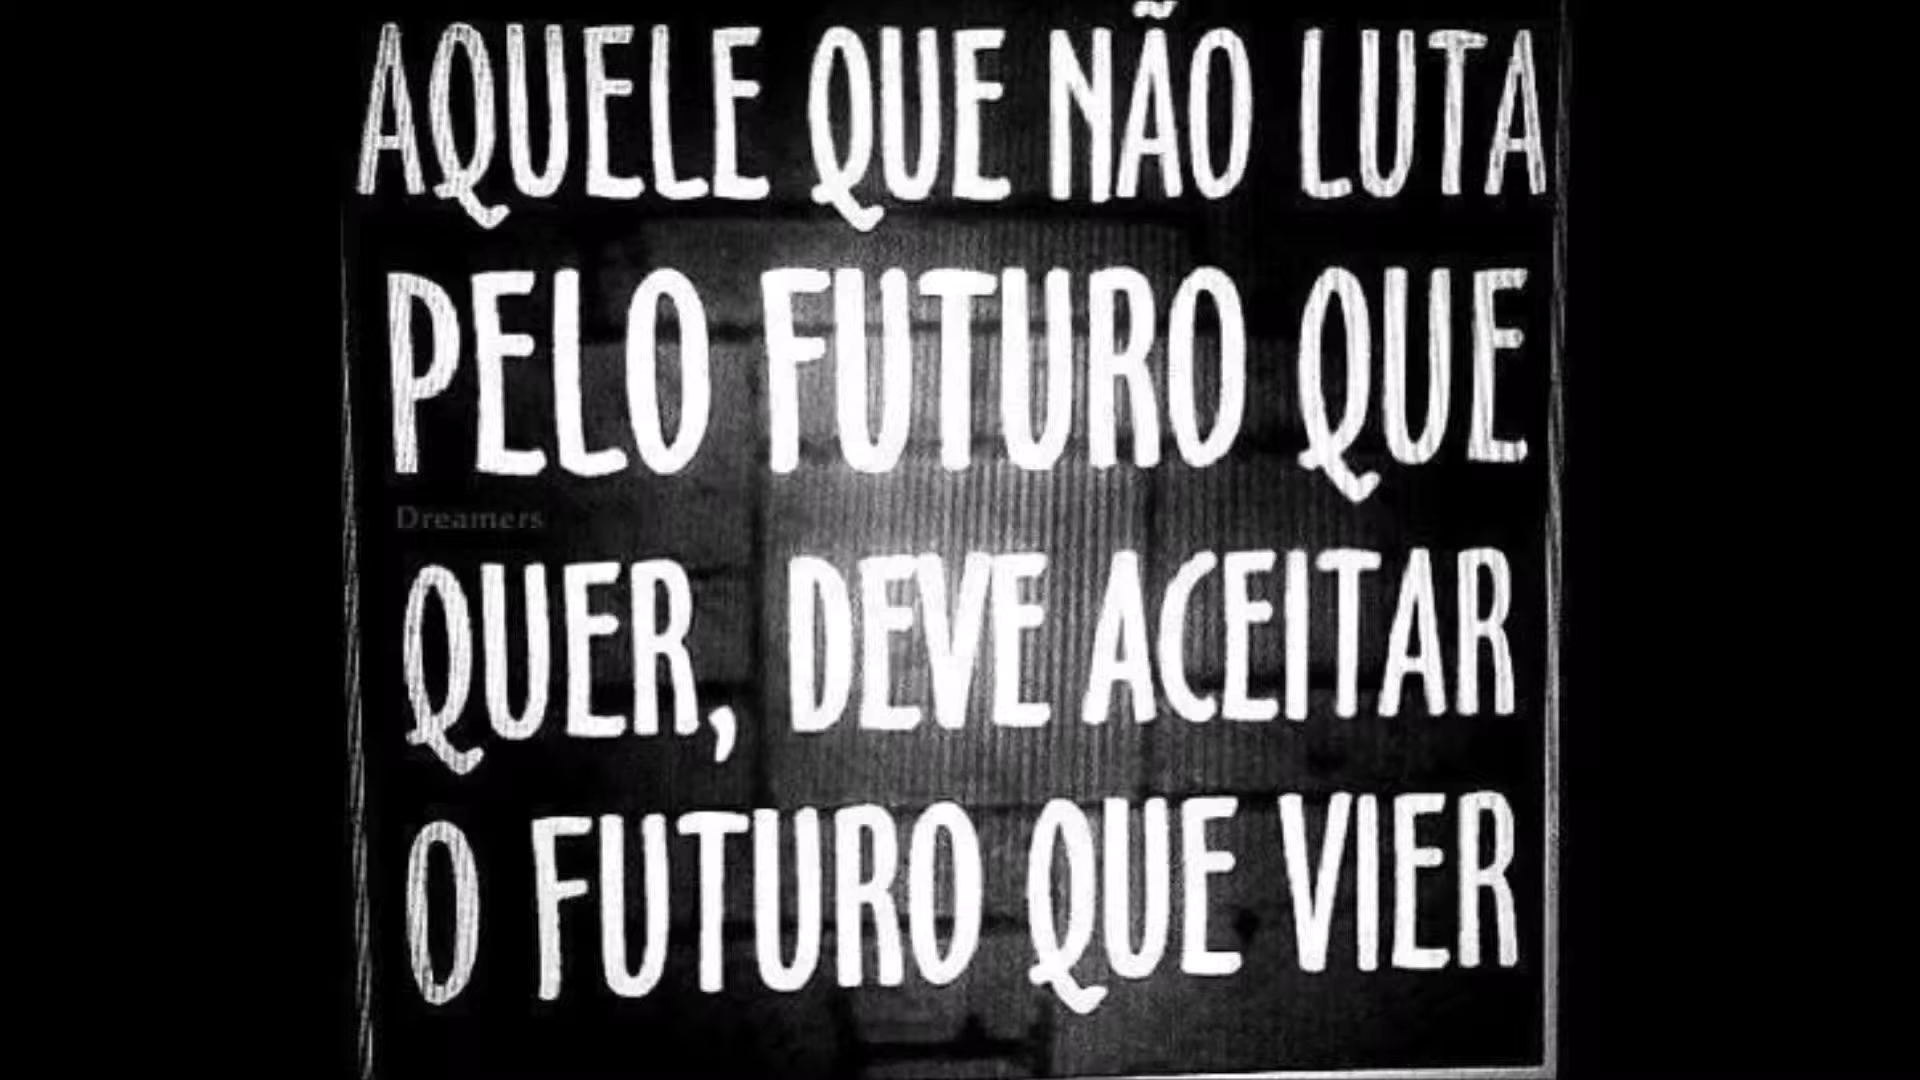 AQUELE QUE NÃO LUTA
PELO FUTURO QUE
Dreamers
QUER, DEVE ACEITAR
O FUTURO QUE VIER